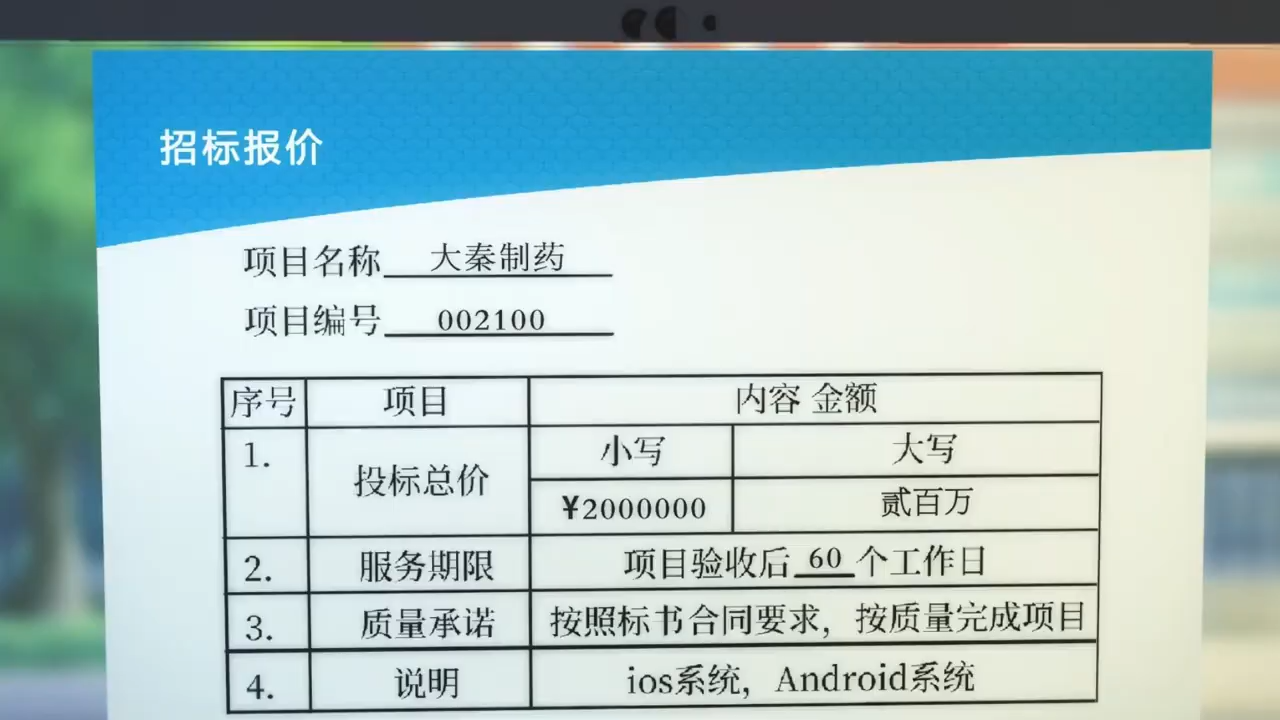 招标报价
项目名称 大秦制药
项目编号 002100
序号 项目 内容 金额
1. 投标总价 小写 大写
¥2000000 贰百万
2. 服务期限 项目验收后 60 个工作日
3. 质量承诺 按照标书合同要求，按质量完成项目
4. 说明 ios系统，Android系统